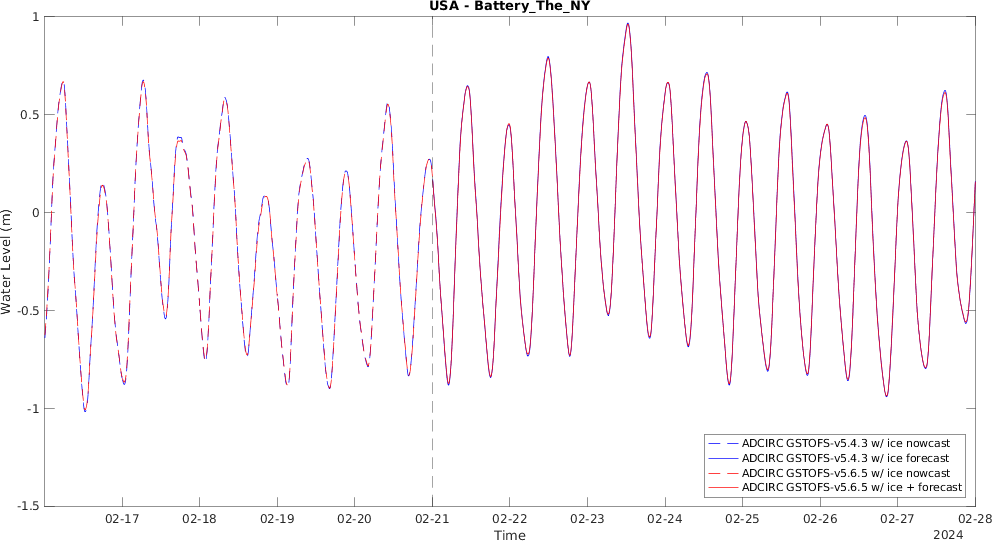 USA - Battery_The_NY
1
0.5
0
-0.5
-1
-1.5
Water Level (m)
02-17 02-18 02-19 02-20 02-21 02-22 02-23 02-24 02-25 02-26 02-27 02-28
Time
2024
ADCIRC GSTOFS-v5.4.3 w/ ice nowcast
ADCIRC GSTOFS-v5.4.3 w/ ice forecast
ADCIRC GSTOFS-v5.6.5 w/ ice nowcast
ADCIRC GSTOFS-v5.6.5 w/ ice + forecast